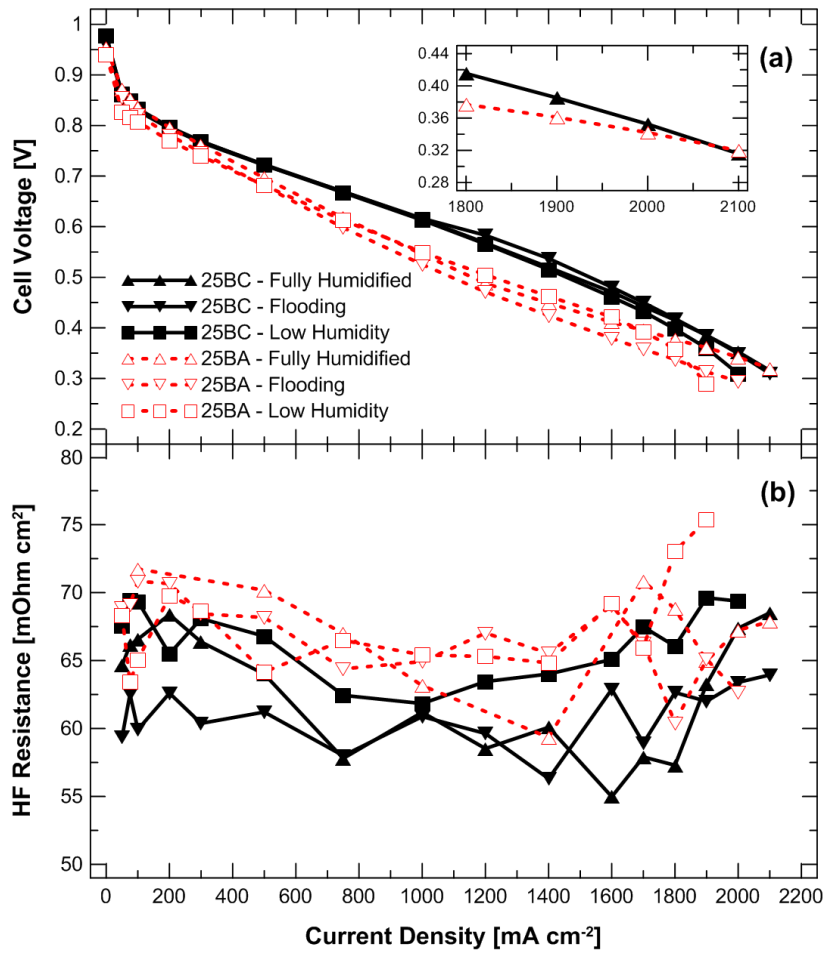 (a)
1
0.9
0.8
0.7
0.6
0.5
0.4
0.3
0.2
Cell Voltage [V]
0.44
0.40
0.36
0.32
0.28
1800 1900 2000 2100
25BC - Fully Humidified
25BC - Flooding
25BC - Low Humidity
25BA - Fully Humidified
25BA - Flooding
25BA - Low Humidity
(b)
80
75
70
65
60
55
50
HF Resistance [mOhm cm²]
0 200 400 600 800 1000 1200 1400 1600 1800 2000 2200
Current Density [mA cm⁻²]